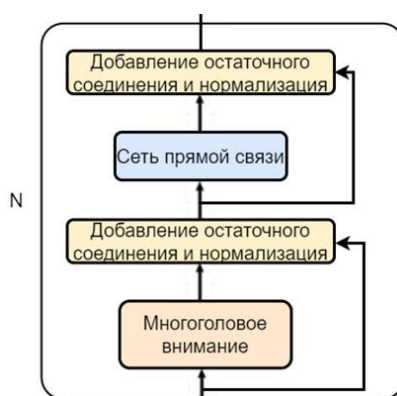 Добавление остаточного
соединения и нормализация
Сеть прямой связи
N
Добавление остаточного
соединения и нормализация
Многоголовое
внимание